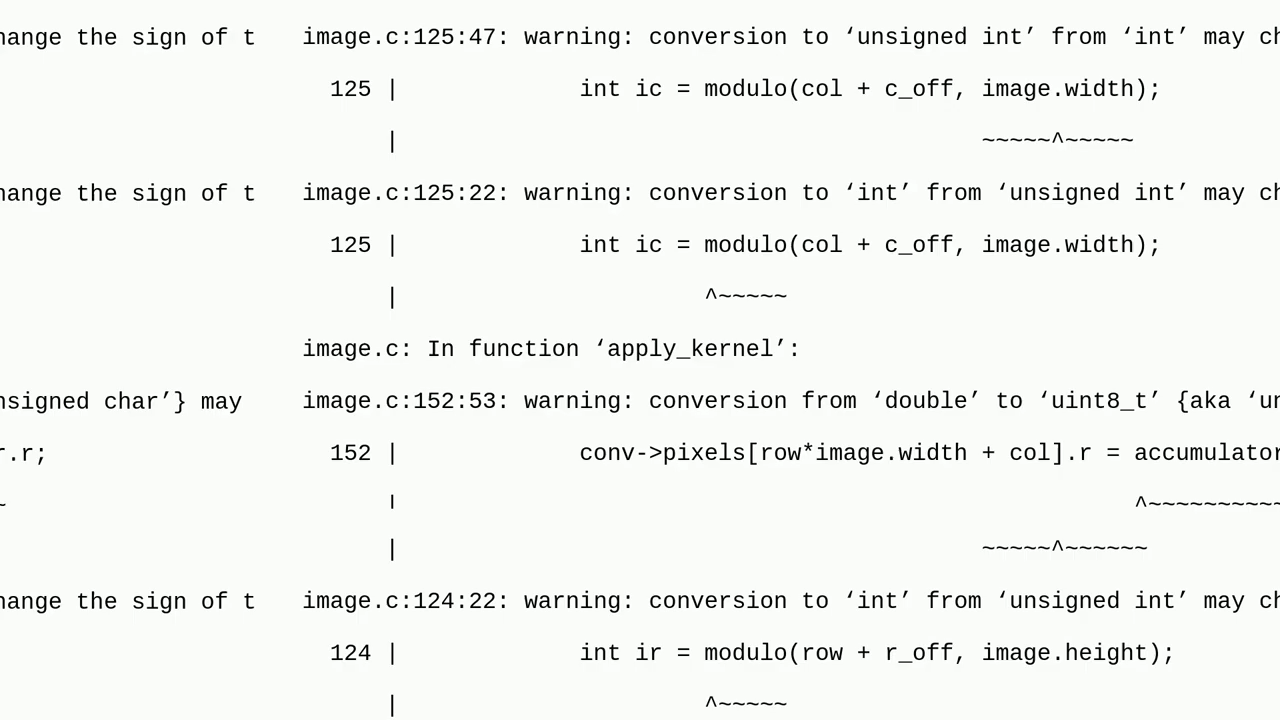 hange the sign of t image.c:125:47: warning: conversion to ‘unsigned int’ from ‘int’ may ch
125 | int ic = modulo(col + c_off, image.width);
| ~~~~~^~~~~~
hange the sign of t image.c:125:22: warning: conversion to ‘int’ from ‘unsigned int’ may ch
125 | int ic = modulo(col + c_off, image.width);
| ^~~~~~
image.c: In function ‘apply_kernel’:
nsigned char’} may image.c:152:53: warning: conversion from ‘double’ to ‘uint8_t’ {aka ‘un
r.r; 152 | conv->pixels[row*image.width + col].r = accumulator
~ | ^~~~~~~~~~~
| ~~~~~^~~~~~~
hange the sign of t image.c:124:22: warning: conversion to ‘int’ from ‘unsigned int’ may ch
124 | int ir = modulo(row + r_off, image.height);
| ^~~~~~